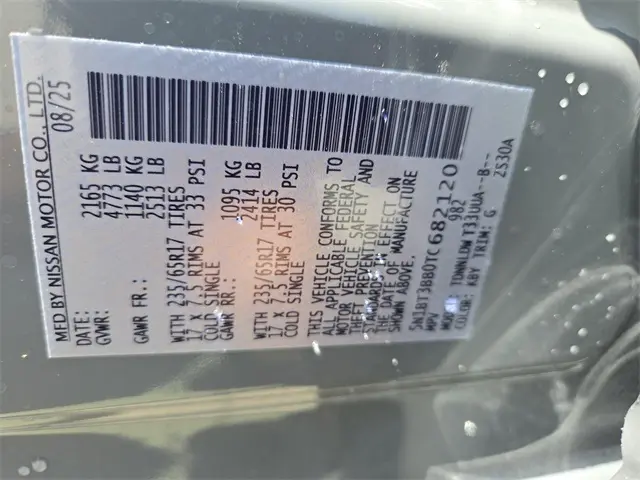 MFD BY NISSAN MOTOR CO., LTD.
DATE: 08/25
GVWR: 2165 KG
4773 LB
GAWR FR.: 1140 KG
2513 LB
WITH 235/65R17 TIRES
17 X 7.5 RIMS AT 33 PSI
COLD SINGLE
GAWR RR.: 1095 KG
2414 LB
WITH 235/65R17 TIRES
17 X 7.5 RIMS AT 30 PSI
COLD SINGLE
THIS VEHICLE CONFORMS TO
ALL APPLICABLE FEDERAL
MOTOR VEHICLE SAFETY AND
THEFT PREVENTION
STANDARDS IN EFFECT ON
THE DATE OF MANUFACTURE
SHOWN ABOVE.
5N1BT3BB0TC682120
MPV 982
MODEL: TDNNLDW T33UUA--B--
COLOR: KBY TRIM: G 2530A